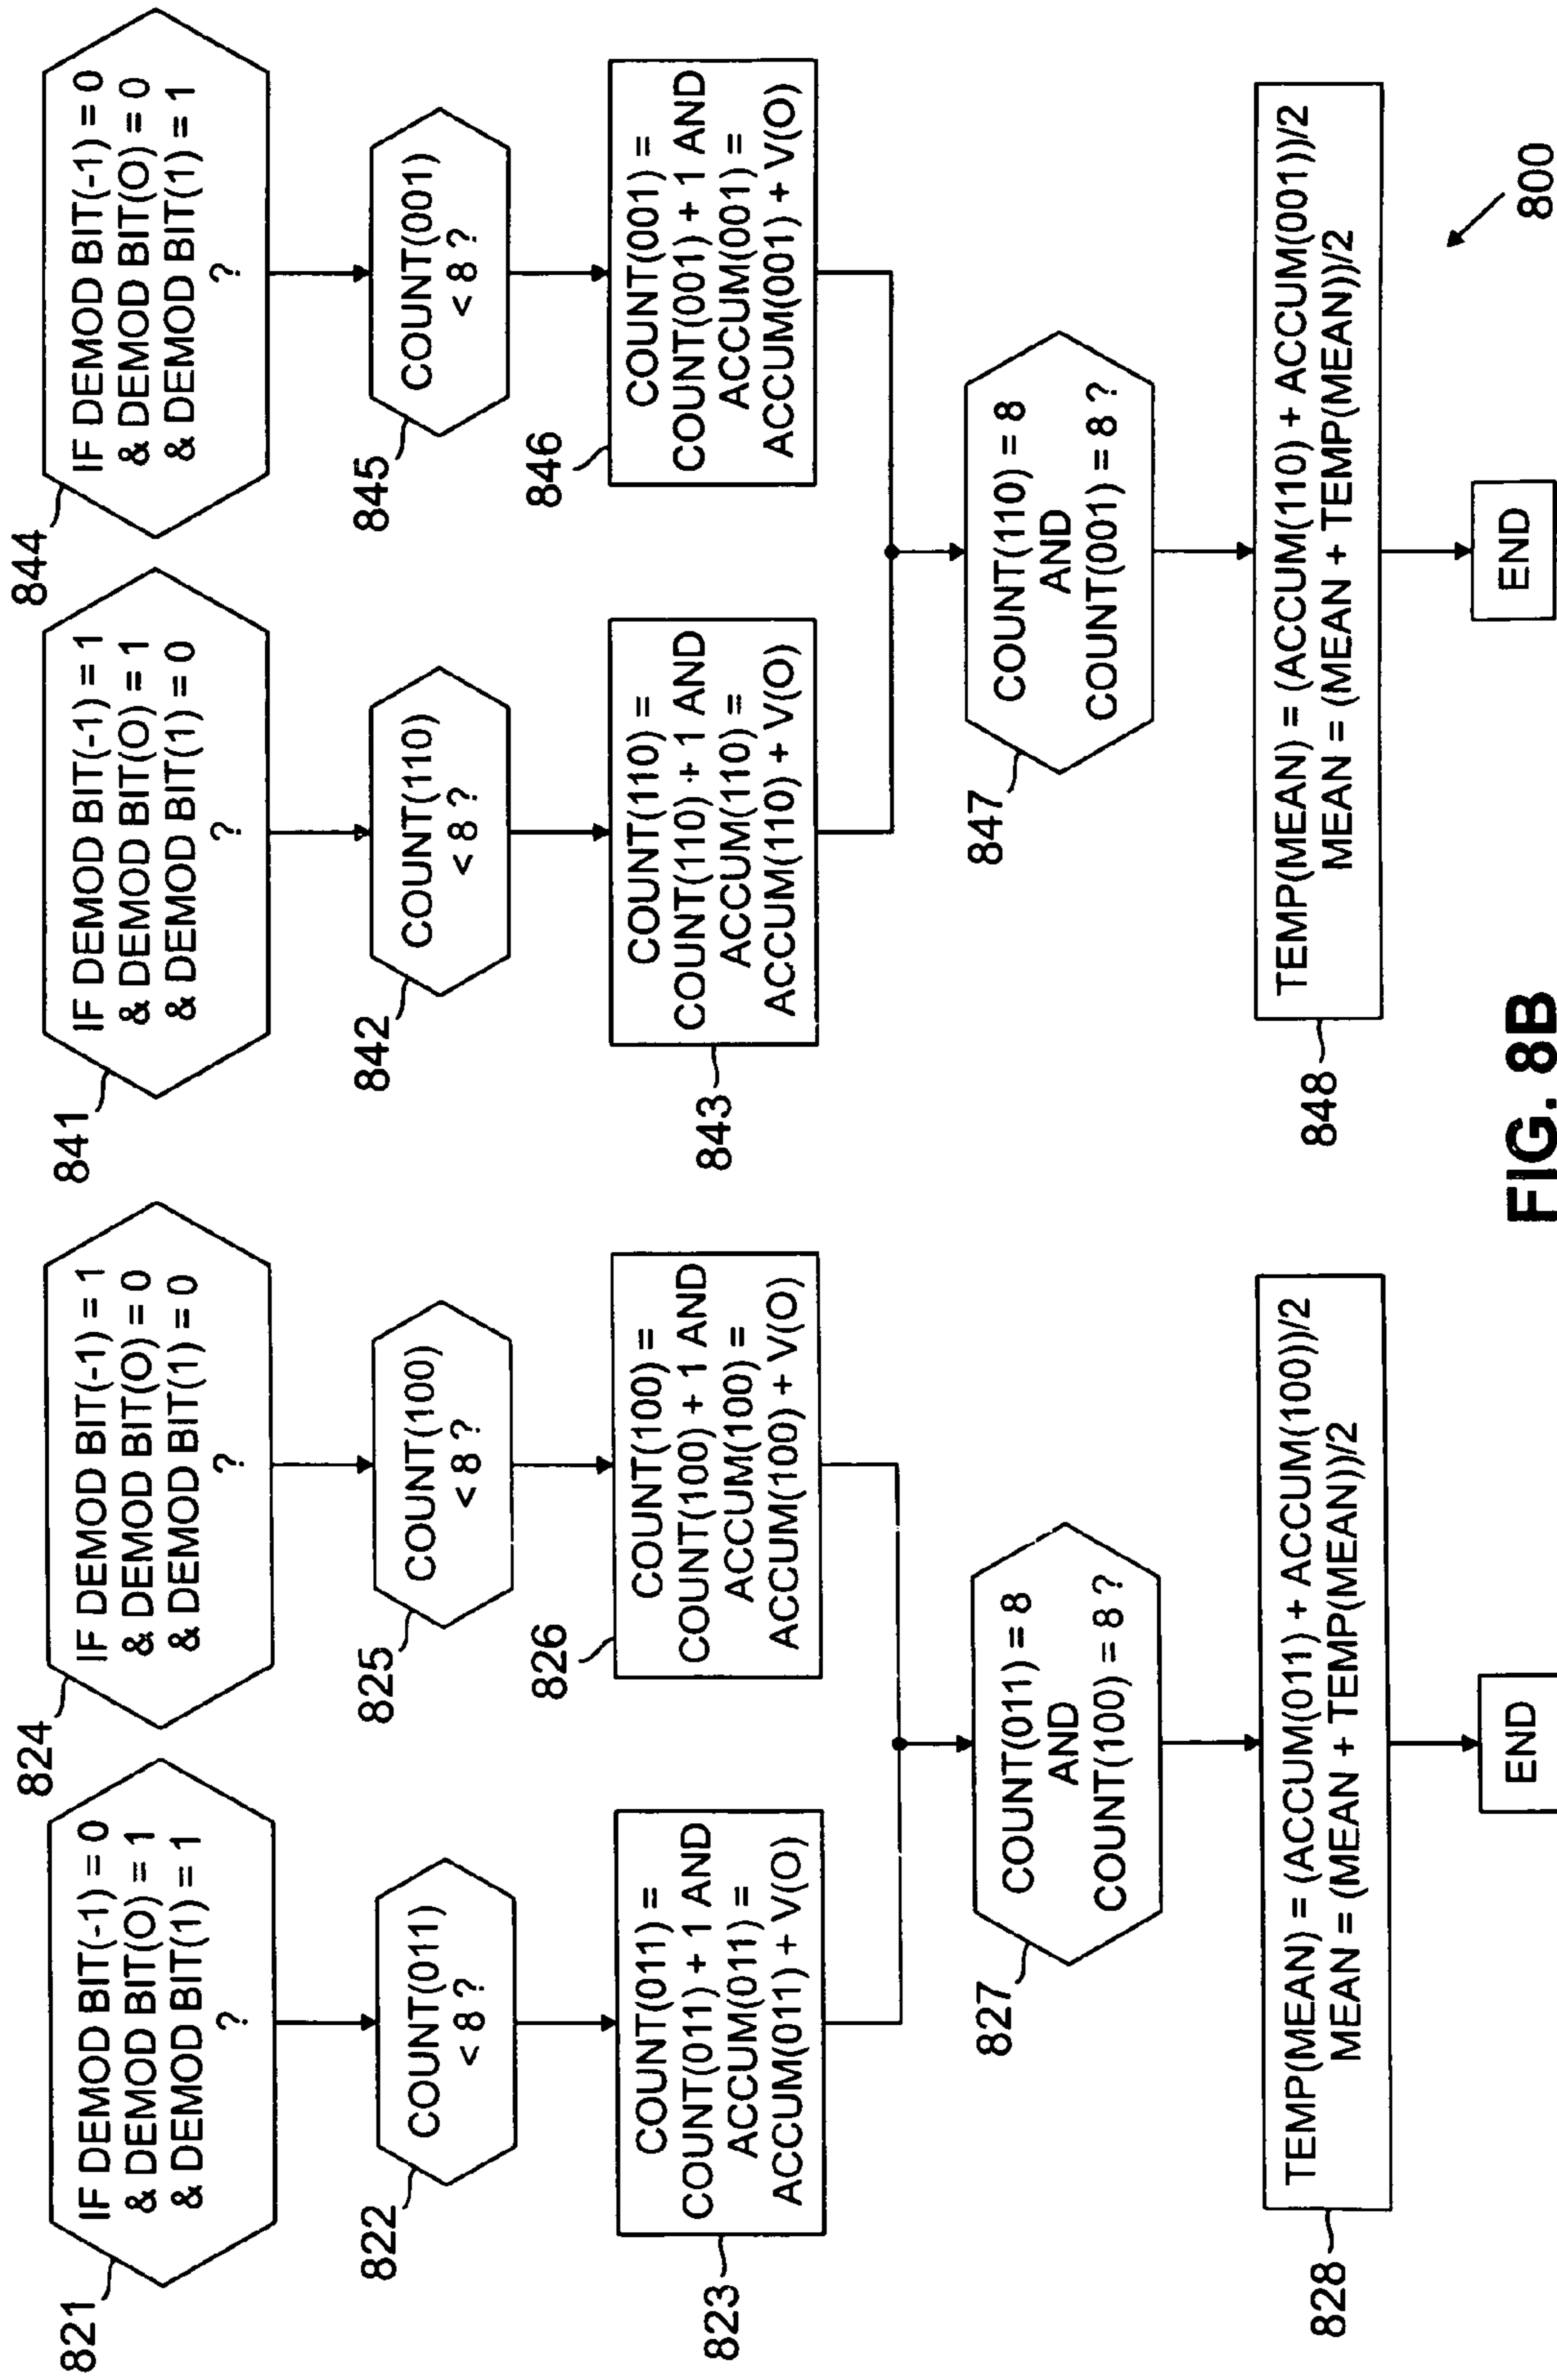 821
IF DEMOD BIT(-1) = 0
& DEMOD BIT(O) = 1
& DEMOD BIT(1) = 1
?
822
COUNT(011)
< 8 ?
823
COUNT(011) =
COUNT(011) + 1 AND
ACCUM(011) =
ACCUM(011) + V(O)
824
IF DEMOD BIT(-1) = 1
& DEMOD BIT(O) = 0
& DEMOD BIT(1) = 0
?
825
COUNT(100)
< 8 ?
826
COUNT(100) =
COUNT(100) + 1 AND
ACCUM(100) =
ACCUM(100) + V(O)
827
COUNT(011) = 8
AND
COUNT(100) = 8 ?
828
TEMP(MEAN) = (ACCUM(011) + ACCUM(100))/2
MEAN = (MEAN + TEMP(MEAN))/2
END
841
IF DEMOD BIT(-1) = 1
& DEMOD BIT(O) = 1
& DEMOD BIT(1) = 0
?
842
COUNT(110)
< 8 ?
843
COUNT(110) =
COUNT(110) + 1 AND
ACCUM(110) =
ACCUM(110) + V(O)
844
IF DEMOD BIT(-1) = 0
& DEMOD BIT(O) = 0
& DEMOD BIT(1) = 1
?
845
COUNT(001)
< 8 ?
846
COUNT(001) =
COUNT(001) + 1 AND
ACCUM(001) =
ACCUM(001) + V(O)
847
COUNT(110) = 8
AND
COUNT(001) = 8 ?
848
TEMP(MEAN) = (ACCUM(110) + ACCUM(001))/2
MEAN = (MEAN + TEMP(MEAN))/2
END
800
FIG. 8B